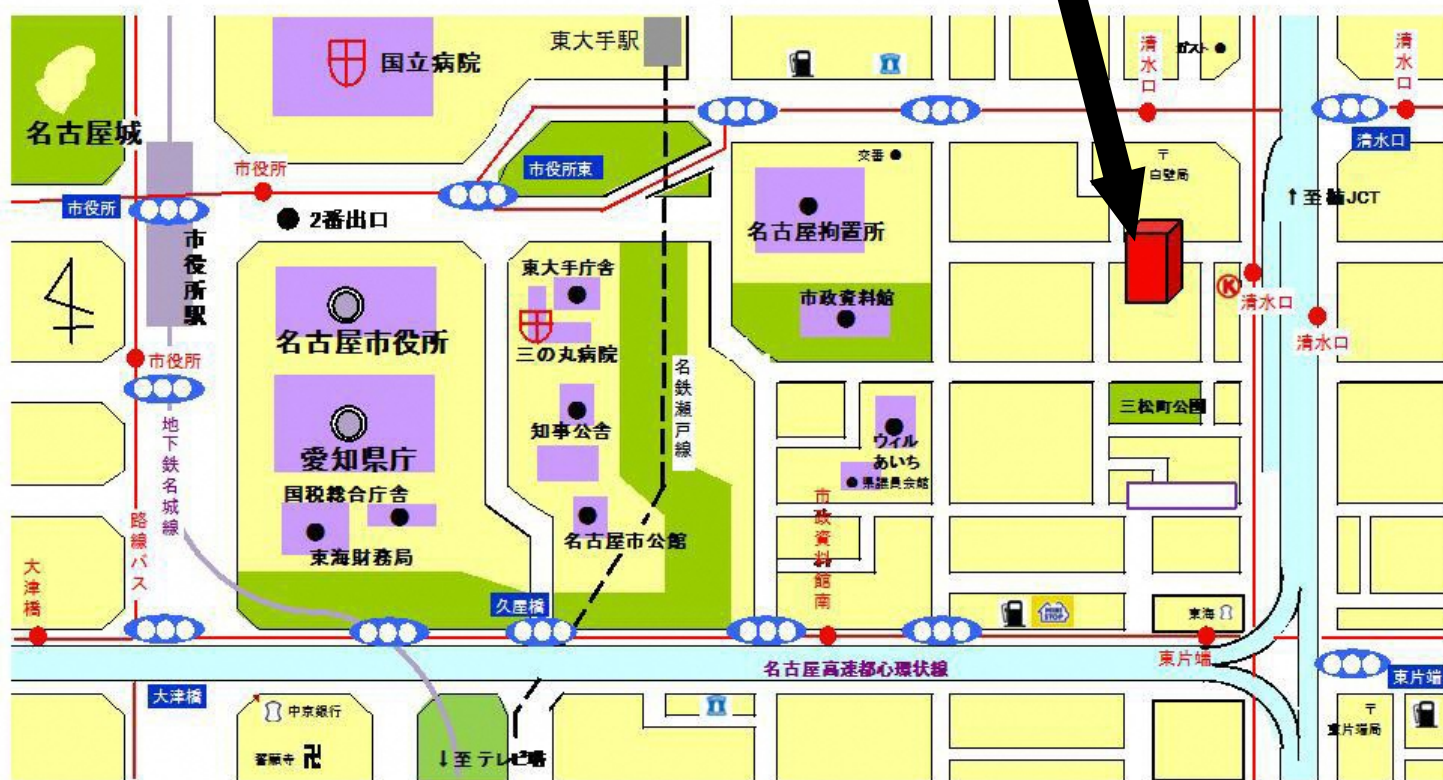 東大手駅
国立病院
清水口
ガスト
清水口
名古屋城
清水口
市役所
市役所東
交番
〒
白壁局
市役所
2番出口
↑至楠JCT
名古屋拘置所
市役所駅
東大手庁舎
市政資料館
K
清水口
名古屋市役所
三の丸病院
清水口
市役所
名鉄瀬戸線
三松町公園
地下鉄名城線
知事公舎
愛知県庁
ウィル
あいち
県議員会館
国税総合庁舎
市政資料館南
路線バス
名古屋市公館
東海財務局
大津橋
久屋橋
MINI
STOP
東海
東片端
名古屋高速都心環状線
東片端
大津橋
中京銀行
〒
東片端局
↓至テレビ塔